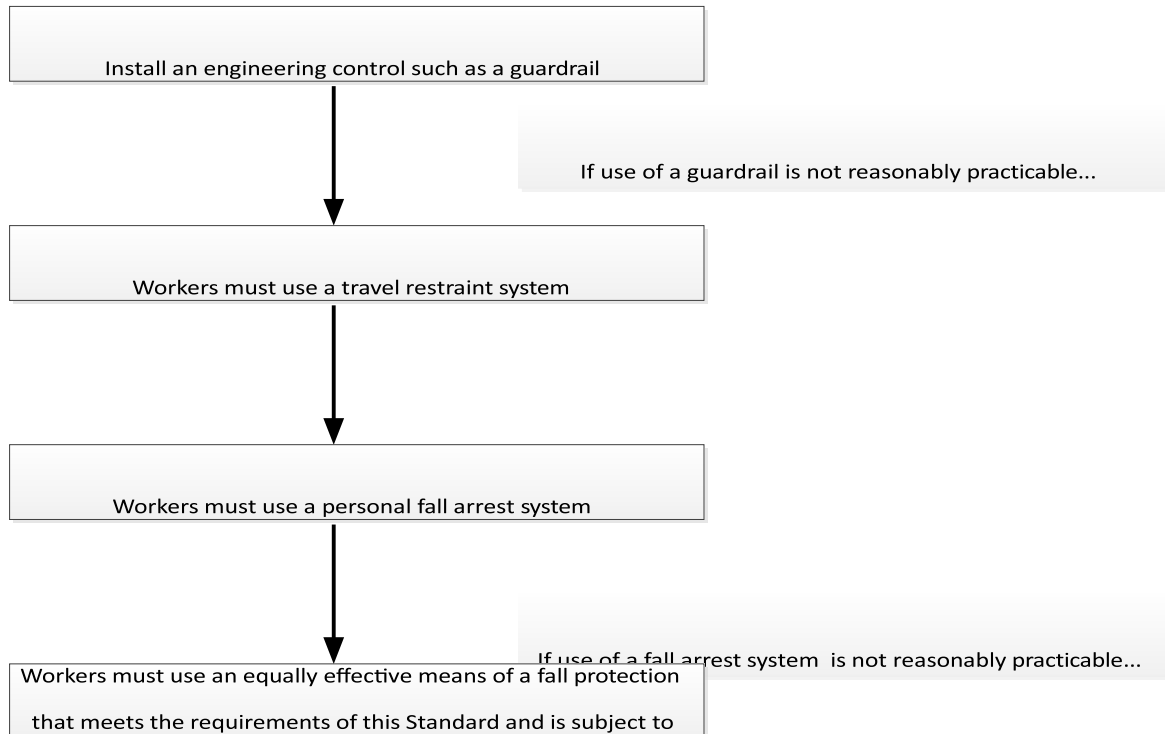 Install an engineering control such as a guardrail
If use of a guardrail is not reasonably practicable...
Workers must use a travel restraint system
Workers must use a personal fall arrest system
If use of a fall arrest system  is not reasonably practicable...
Workers must use an equally effective means of a fall protection
that meets the requirements of this Standard and is subject to